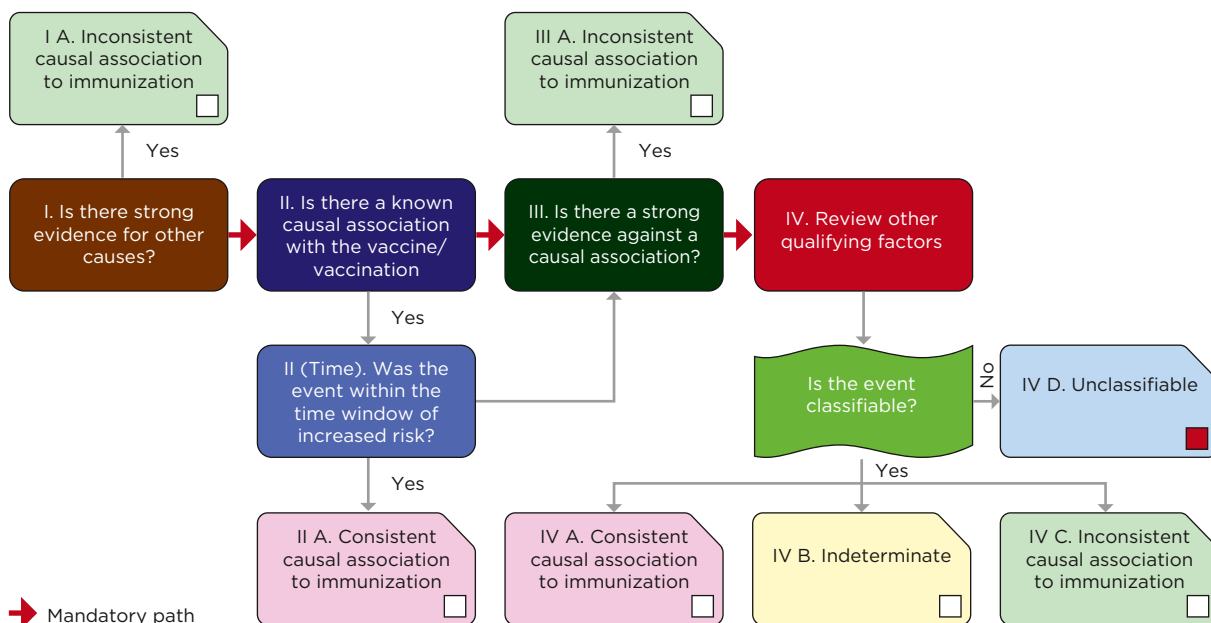 I A. Inconsistent
causal association
to immunization
III A. Inconsistent
causal association
to immunization
Yes
Yes
I. Is there strong
evidence for other
causes?
II. Is there a known
causal association
with the vaccine/
vaccination
III. Is there a strong
evidence against a
causal association?
IV. Review other
qualifying factors
Yes
II (Time). Was the
event within the
time window of
increased risk?
Is the event
classifiable?
No
IV D. Unclassifiable
Yes
Yes
II A. Consistent
causal association
to immunization
IV A. Consistent
causal association
to immunization
IV B. Indeterminate
IV C. Inconsistent
causal association
to immunization
Mandatory path